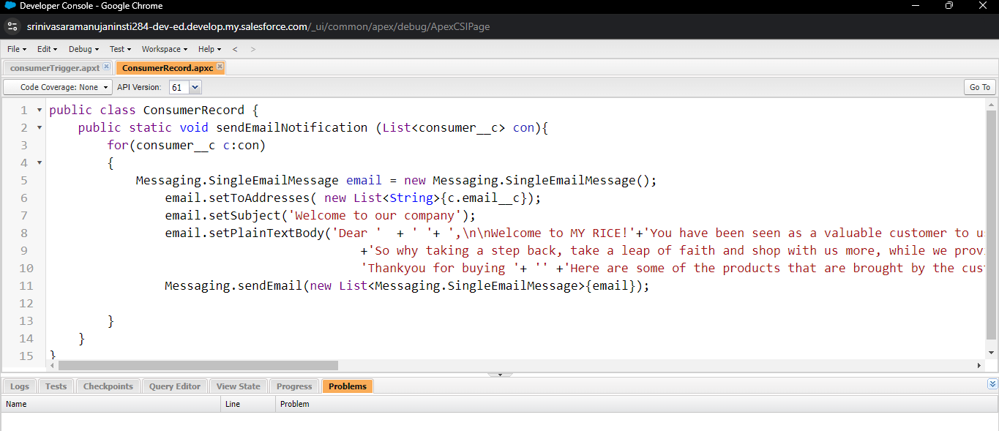 Developer Console - Google Chrome
srinivasaramanujaninsti284-dev-ed.develop.my.salesforce.com/_ui/common/apex/debug/ApexCSIPage
File Edit Debug Test Workspace Help < >
consumerTrigger.apxt ConsumerRecord.apxc
Code Coverage: None API Version: 61 Go To
1 public class ConsumerRecord {
2 public static void sendEmailNotification (List<consumer__c> con){
3 for(consumer__c c:con)
4 {
5 Messaging.SingleEmailMessage email = new Messaging.SingleEmailMessage();
6 email.setToAddresses( new List<String>{c.email__c});
7 email.setSubject('Welcome to our company');
8 email.setPlainTextBody('Dear ' + ' '+ ',\n\nWelcome to MY RICE!'+'You have been seen as a valuable customer to u
9 +'So why taking a step back, take a leap of faith and shop with us more, while we prov
10 'Thankyou for buying '+ '' +'Here are some of the products that are brought by the cus
11 Messaging.sendEmail(new List<Messaging.SingleEmailMessage>{email});
12
13 }
14 }
15 }
Logs Tests Checkpoints Query Editor View State Progress Problems
Name Line Problem